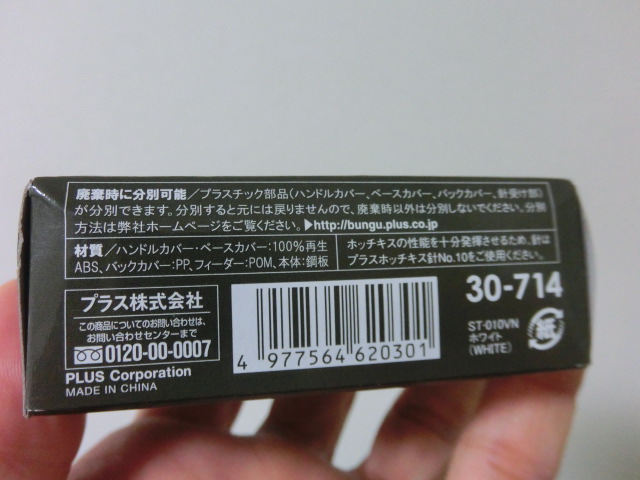 廃棄時に分別可能／プラスチック部品(ハンドルカバー、ベースカバー、バックカバー、針受け部)
が分別できます。分別すると元には戻りませんので、廃棄時以外は分別しないでください。分別
方法は弊社ホームページをご覧ください。▶http://bungu.plus.co.jp
材質／ハンドルカバー・ベースカバー:100%再生
ABS、バックカバー:PP、フィーダー:POM、本体:鋼板
ホッチキスの性能を十分発揮させるため、針は
プラスホッチキス針No.10をご使用ください。
プラス株式会社
この商品についてのお問い合わせは、
お問い合わせセンターまで
0120-00-0007
PLUS Corporation
MADE IN CHINA
4 977564 620301
30-714
ST-010VN
ホワイト
(WHITE)
紙